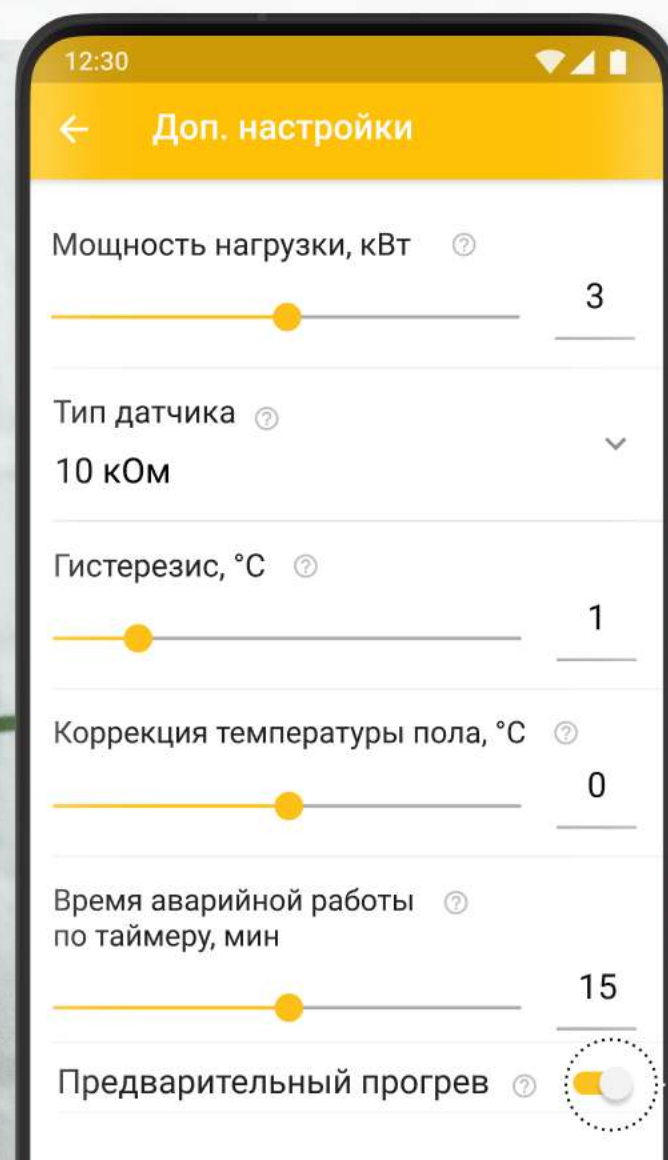 12:30
Доп. настройки
Мощность нагрузки, кВт
3
Тип датчика
10 кОм
Гистерезис, °C
1
Коррекция температуры пола, °C
0
Время аварийной работы
по таймеру, мин
15
Предварительный прогрев